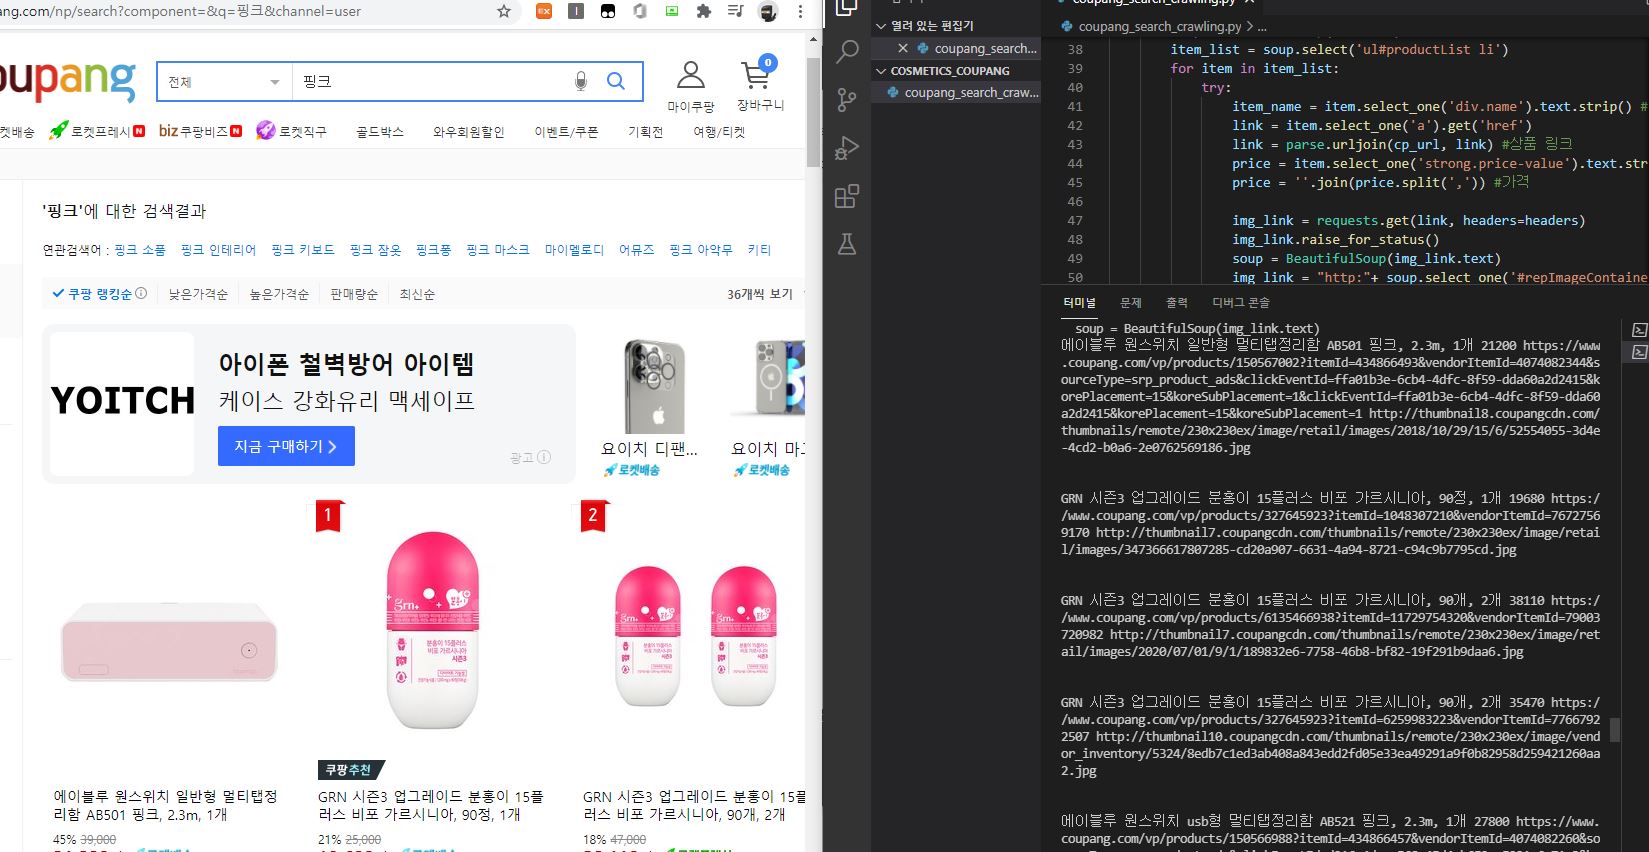 ng.com/np/search?component=&q=핑크&channel=user
oupang
전체
핑크
마이쿠팡
0
장바구니
켓배송
로켓프레시 N
biz 쿠팡비즈 N
로켓직구
골드박스
와우회원할인
이벤트/쿠폰
기획전
여행/티켓
'핑크'에 대한 검색결과
연관검색어 : 핑크 소품 핑크 인테리어 핑크 키보드 핑크 잠옷 핑크퐁 핑크 마스크 마이멜로디 어뮤즈 핑크 아악무 키티
쿠팡 랭킹순
낮은가격순
높은가격순
판매량순
최신순
36개씩 보기
YOITCH
아이폰 철벽방어 아이템
케이스 강화유리 맥세이프
지금 구매하기 >
광고
요이치 디팬...
로켓배송
요이치 마그
로켓배송
1
2
쿠팡추천
에이블루 원스위치 일반형 멀티탭정
리함 AB501 핑크, 2.3m, 1개
45% 39,000
GRN 시즌3 업그레이드 분홍이 15플
러스 비포 가르시니아, 90정, 1개
21% 25,000
GRN 시즌3 업그레이드 분홍이 15플
러스 비포 가르시니아, 90개, 2개
18% 47,000
열려 있는 편집기
coupang_search...
COSMETICS_COUPANG
coupang_search_craw...
coupang_search_crawling.py
coupang_search_crawling.py > ...
38 item_list = soup.select('ul#productList li')
39 for item in item_list:
40 try:
41 item_name = item.select_one('div.name').text.strip() #
42 link = item.select_one('a').get('href')
43 link = parse.urljoin(cp_url, link) #상품 링크
44 price = item.select_one('strong.price-value').text.str
45 price = ''.join(price.split(',')) #가격
46
47 img_link = requests.get(link, headers=headers)
48 img_link.raise_for_status()
49 soup = BeautifulSoup(img_link.text)
50 img_link = "http:"+ soup.select_one('#repImageContaine
터미널 문제 출력 디버그 콘솔
soup = BeautifulSoup(img_link.text)
에이블루 원스위치 일반형 멀티탭정리함 AB501 핑크, 2.3m, 1개 21200 https://www
.coupang.com/vp/products/150567002?itemId=434866493&vendorItemId=4074082344&s
ourceType=srp_product_ads&clickEventId=ffa01b3e-6cb4-4dfc-8f59-dda60a2d2415&k
orePlacement=15&koreSubPlacement=1&clickEventId=ffa01b3e-6cb4-4dfc-8f59-dda60
a2d2415&korePlacement=15&koreSubPlacement=1 http://thumbnail8.coupangcdn.com/
thumbnails/remote/230x230ex/image/retail/images/2018/10/29/15/6/52554055-3d4e
-4cd2-b0a6-2e0762569186.jpg
GRN 시즌3 업그레이드 분홍이 15플러스 비포 가르시니아, 90정, 1개 19680 https:/
/www.coupang.com/vp/products/327645923?itemId=1048307210&vendorItemId=7672756
9170 http://thumbnail7.coupangcdn.com/thumbnails/remote/230x230ex/image/retai
l/images/347366617807285-cd20a907-6631-4a94-8721-c94c9b7795cd.jpg
GRN 시즌3 업그레이드 분홍이 15플러스 비포 가르시니아, 90개, 2개 38110 https:/
/www.coupang.com/vp/products/6135466938?itemId=11729754320&vendorItemId=79003
720982 http://thumbnail7.coupangcdn.com/thumbnails/remote/230x230ex/image/ret
ail/images/2020/07/01/9/1/189832e6-7758-46b8-bf82-19f291b9daa6.jpg
GRN 시즌3 업그레이드 분홍이 15플러스 비포 가르시니아, 90개, 2개 35470 https:/
/www.coupang.com/vp/products/327645923?itemId=6259983223&vendorItemId=7766792
2507 http://thumbnail10.coupangcdn.com/thumbnails/remote/230x230ex/image/vend
or_inventory/5324/8edb7c1ed3ab408a843edd2fd05e33ea49291a9f0b82958d259421260aa
2.jpg
에이블루 원스위치 usb형 멀티탭정리함 AB521 핑크, 2.3m, 1개 27800 https://www.
coupang.com/vp/products/150566988?itemId=434866457&vendorItemId=4074082260&so